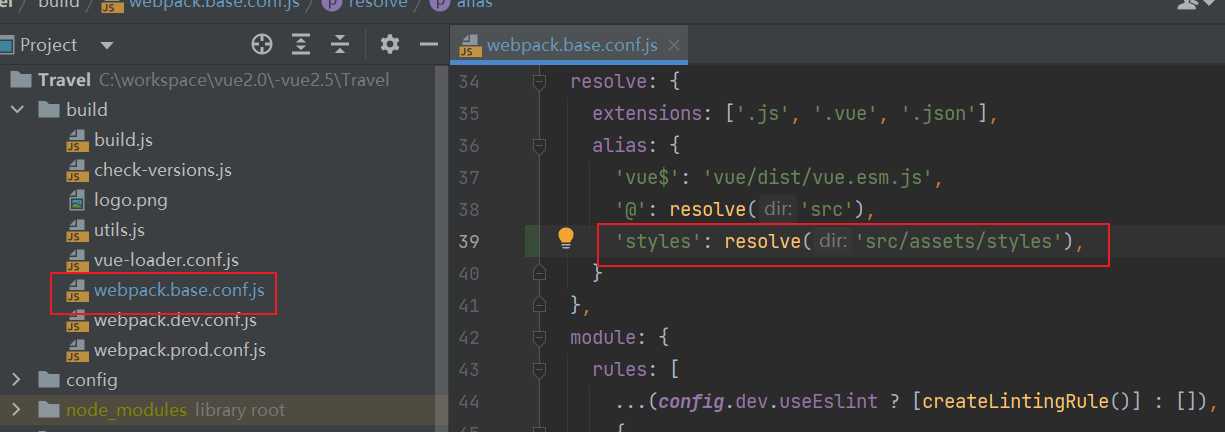 el
build
webpack.base.conf.js
resolve
alias
Project
Travel C:\workspace\vue2.0\-vue2.5\Travel
build
build.js
check-versions.js
logo.png
utils.js
vue-loader.conf.js
webpack.base.conf.js
webpack.dev.conf.js
webpack.prod.conf.js
config
node_modules library root
webpack.base.conf.js
34 resolve: {
35 extensions: ['.js', '.vue', '.json'],
36 alias: {
37 'vue$': 'vue/dist/vue.esm.js',
38 '@': resolve( dir: 'src'),
39 'styles': resolve( dir: 'src/assets/styles'),
40 }
41 },
42 module: {
43 rules: [
44 ...(config.dev.useEslint ? [createLintingRule()] : []),
45 {